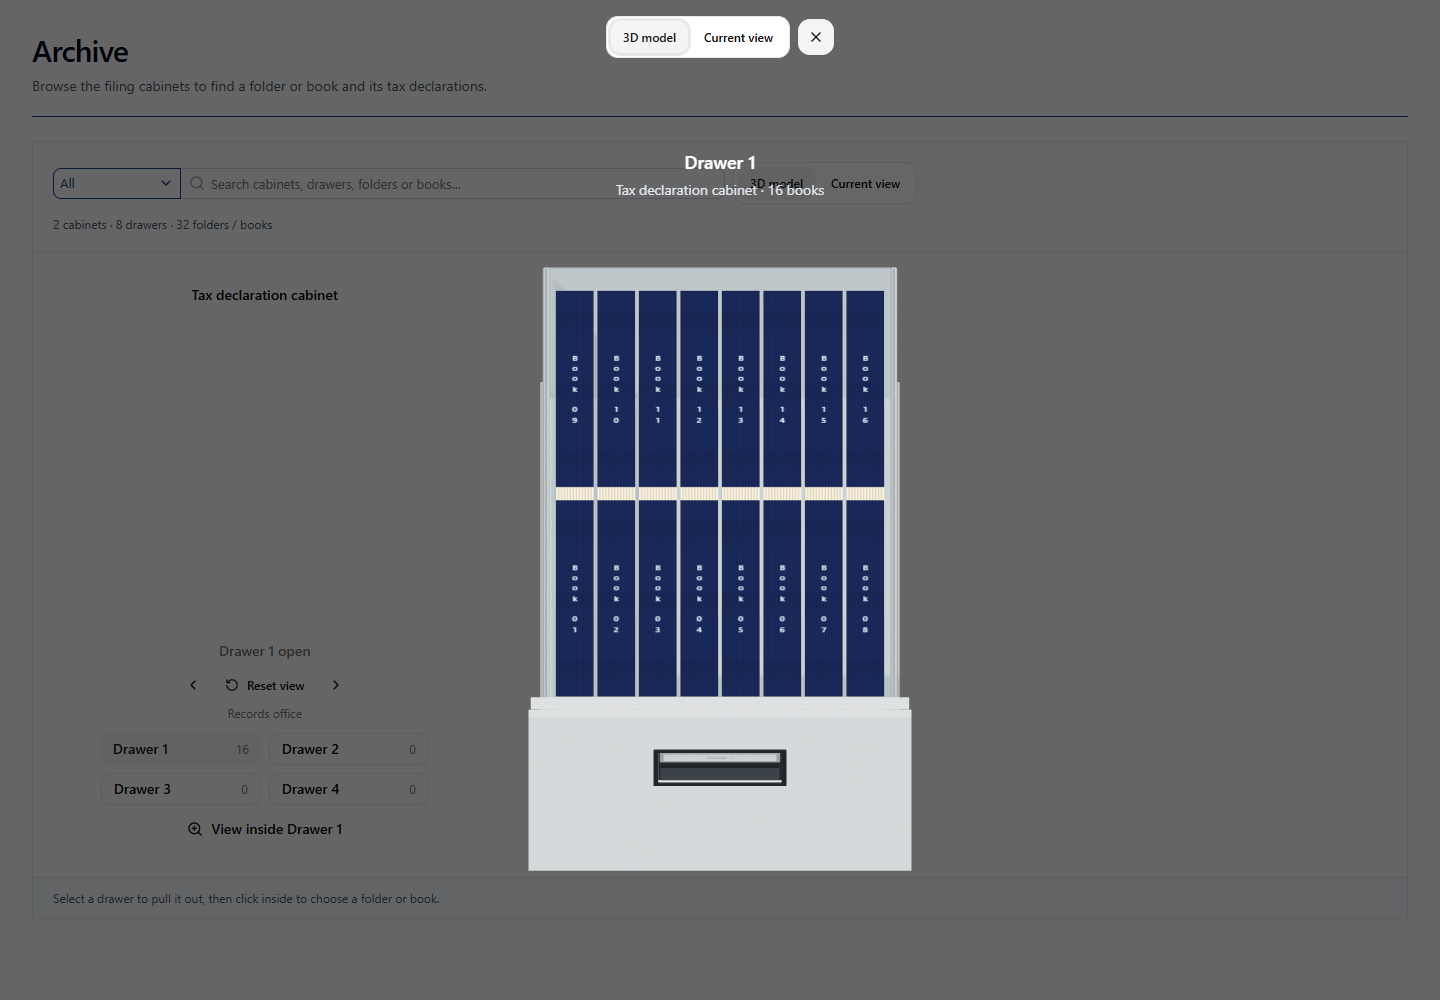 3D model
Current view
Archive
Browse the filing cabinets to find a folder or book and its tax declarations.
Drawer 1
Tax declaration cabinet · 16 books
All
Search cabinets, drawers, folders or books...
3D model
Current view
2 cabinets · 8 drawers · 32 folders / books
Tax declaration cabinet
Book 09
Book 10
Book 11
Book 12
Book 13
Book 14
Book 15
Book 16
Book 01
Book 02
Book 03
Book 04
Book 05
Book 06
Book 07
Book 08
Drawer 1 open
Reset view
Records office
Drawer 1 16
Drawer 2 0
Drawer 3 0
Drawer 4 0
View inside Drawer 1
Select a drawer to pull it out, then click inside to choose a folder or book.